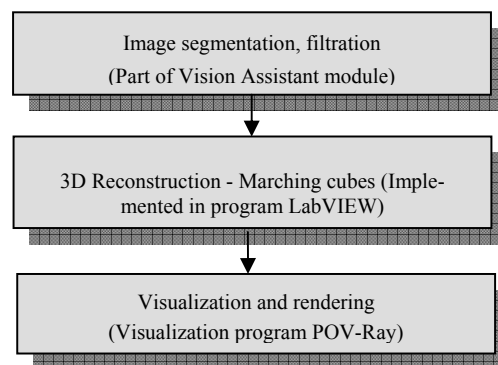 Image segmentation, filtration
(Part of Vision Assistant module)
3D Reconstruction - Marching cubes (Imple-
mented in program LabVIEW)
Visualization and rendering
(Visualization program POV-Ray)